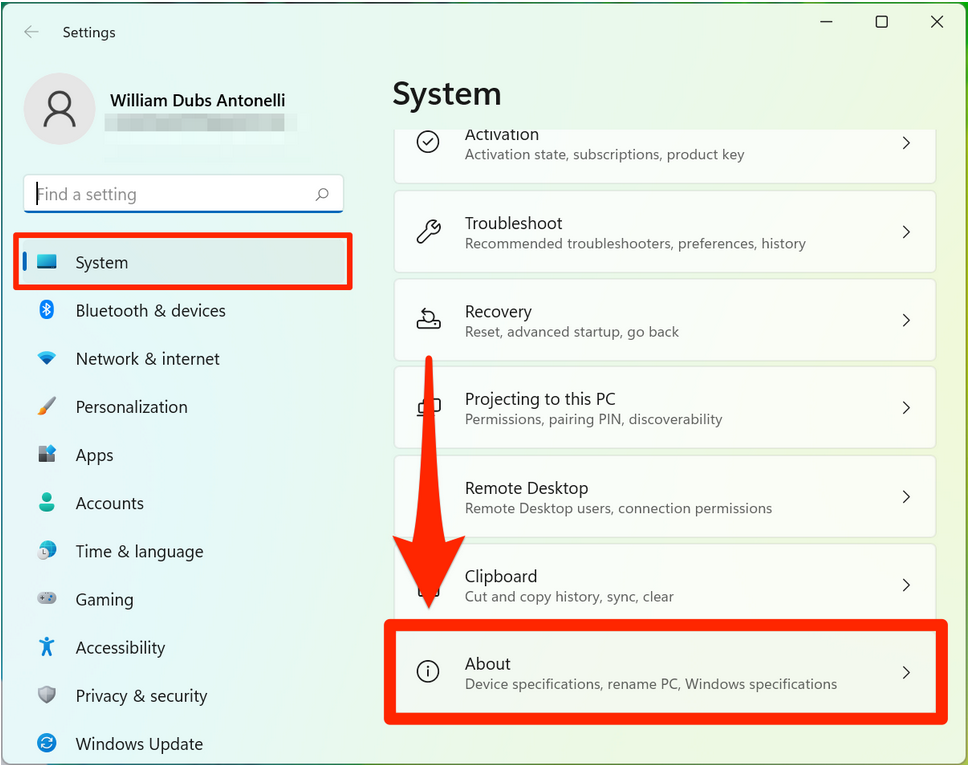 Settings
William Dubs Antonelli
Find a setting
System
Bluetooth & devices
Network & internet
Personalization
Apps
Accounts
Time & language
Gaming
Accessibility
Privacy & security
Windows Update
System
Activation
Activation state, subscriptions, product key
Troubleshoot
Recommended troubleshooters, preferences, history
Recovery
Reset, advanced startup, go back
Projecting to this PC
Permissions, pairing PIN, discoverability
Remote Desktop
Remote Desktop users, connection permissions
Clipboard
Cut and copy history, sync, clear
About
Device specifications, rename PC, Windows specifications